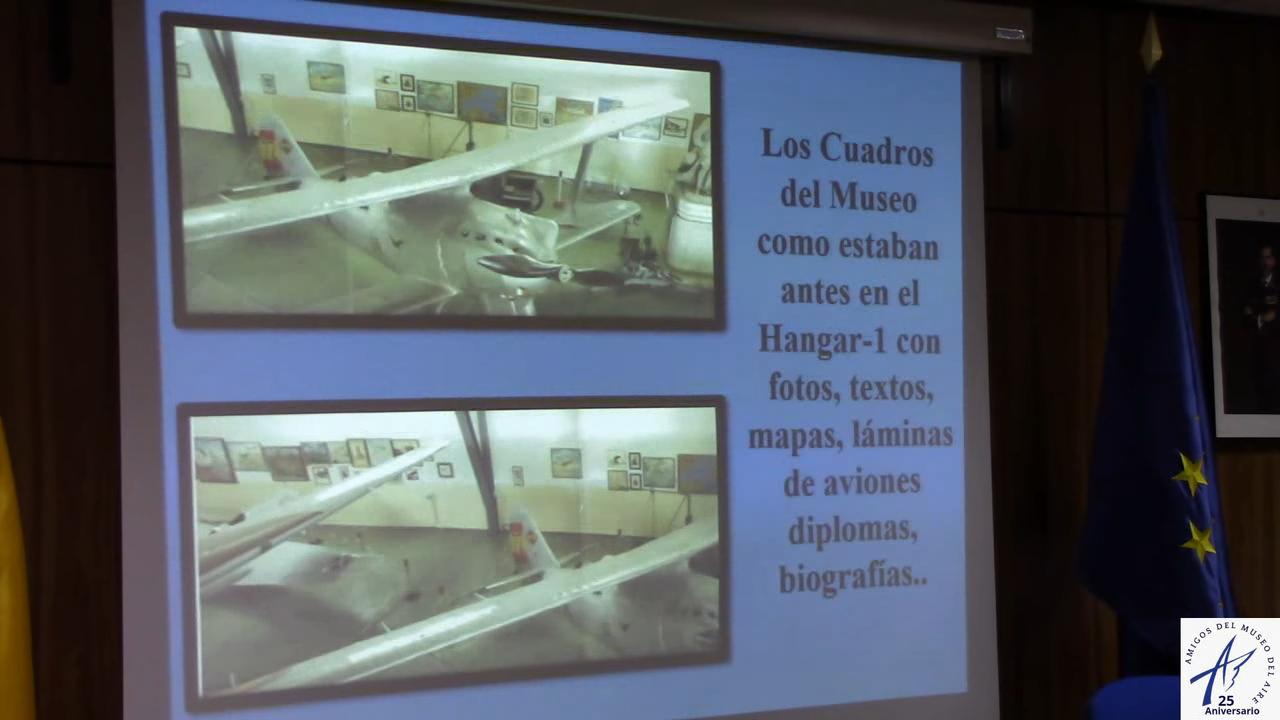 Los Cuadros
del Museo
como estaban
antes en el
Hangar-1 con
fotos, textos,
mapas, láminas
de aviones
diplomas,
biografías..
AMIGOS DEL MUSEO DEL AIRE
25
Aniversario